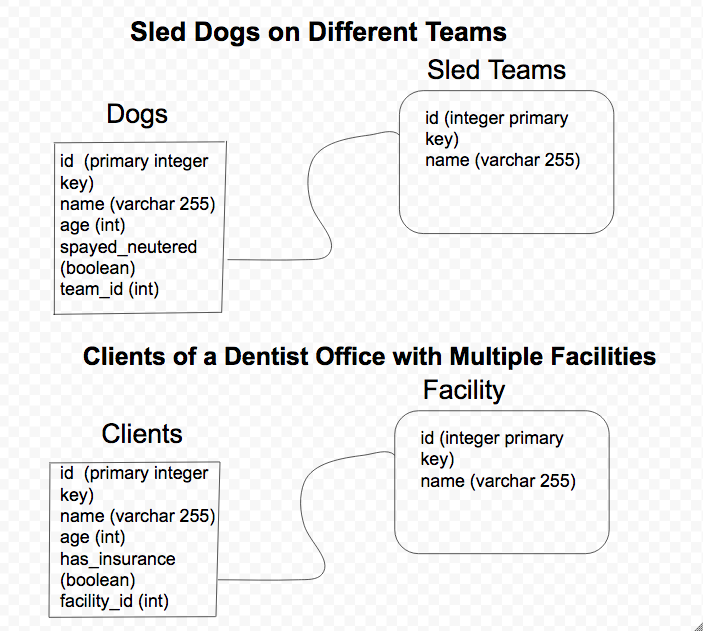 Sled Dogs on Different Teams
Sled Teams
Dogs
id (integer primary
key)
name (varchar 255)
id  (primary integer
key)
name (varchar 255)
age (int)
spayed_neutered
(boolean)
team_id (int)
Clients of a Dentist Office with Multiple Facilities
Facility
Clients
id (integer primary
key)
name (varchar 255)
id  (primary integer
key)
name (varchar 255)
age (int)
has_insurance
(boolean)
facility_id (int)